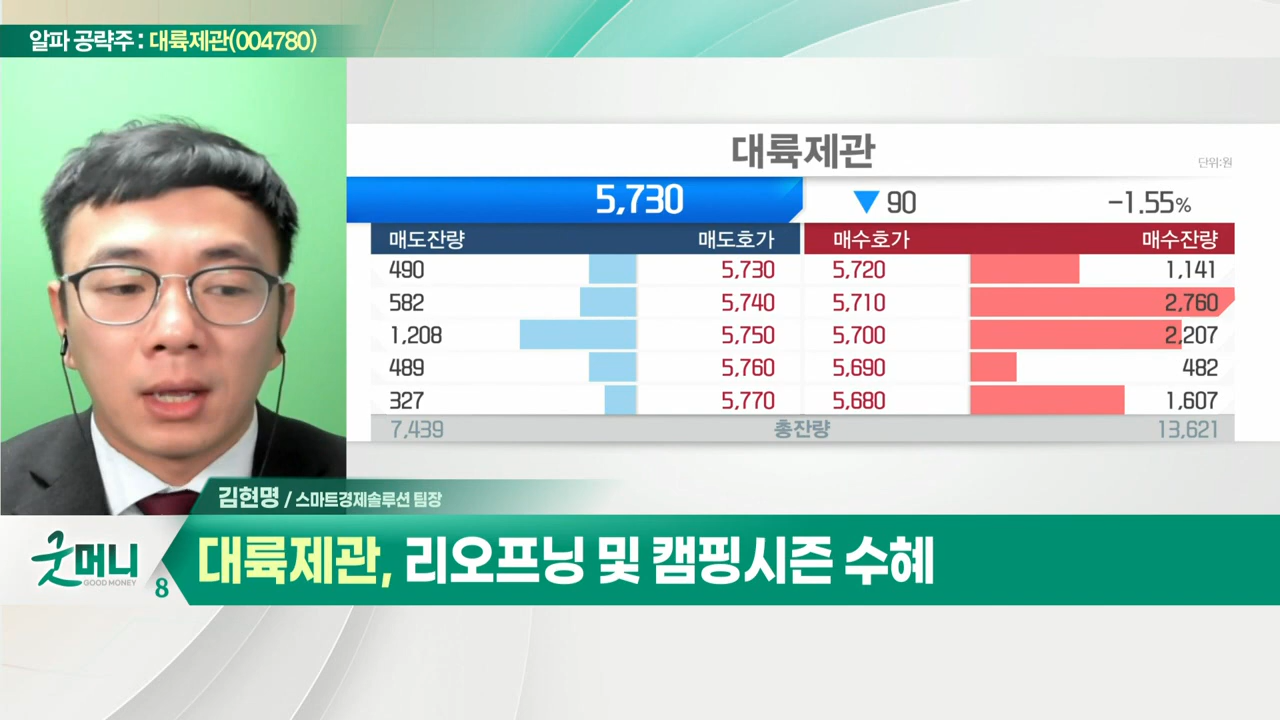 알파 공략주 : 대륙제관(004780)
대륙제관
단위:원
5,730 ▼ 90 -1.55%
매도잔량 매도호가 매수호가 매수잔량
490 5,730 5,720 1,141
582 5,740 5,710 2,760
1,208 5,750 5,700 2,207
489 5,760 5,690 482
327 5,770 5,680 1,607
7,439 총잔량 13,621
김현명 / 스마트경제솔루션 팀장
굿머니
GOOD MONEY
8
대륙제관, 리오프닝 및 캠핑시즌 수혜